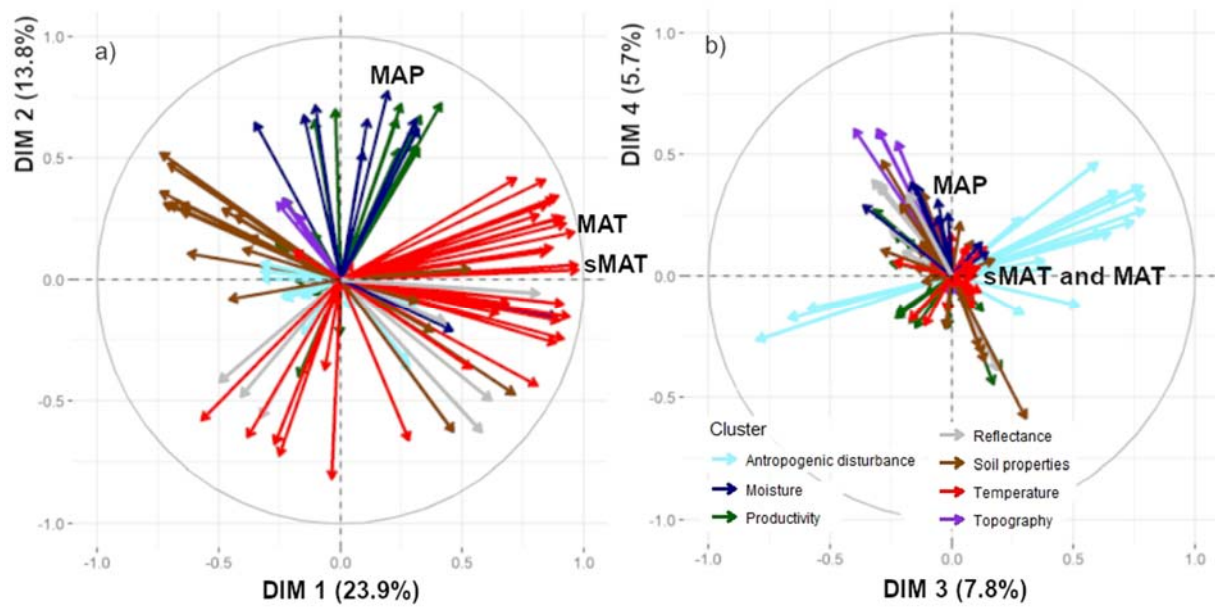 a)
MAP
MAT
sMAT
DIM 2 (13.8%)
1.0
0.5
0.0
-0.5
-1.0
-1.0 -0.5 0.0 0.5 1.0
DIM 1 (23.9%)
b)
MAP
sMAT and MAT
DIM 4 (5.7%)
1.0
0.5
0.0
-0.5
-1.0
Cluster
Antropogenic disturbance
Moisture
Productivity
Reflectance
Soil properties
Temperature
Topography
-1.0 -0.5 0.0 0.5 1.0
DIM 3 (7.8%)